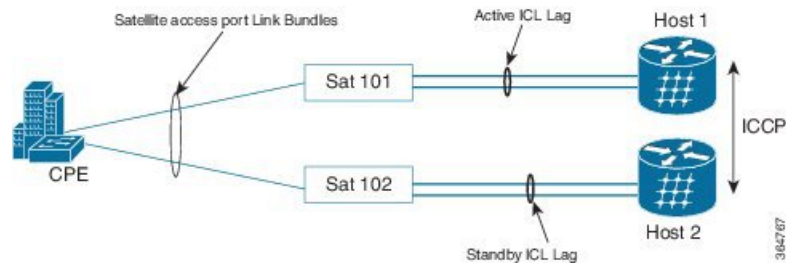 Satellite access port Link Bundles
Active ICL Lag
Host 1
Sat 101
ICCP
CPE
Sat 102
Host 2
Standby ICL Lag
364767